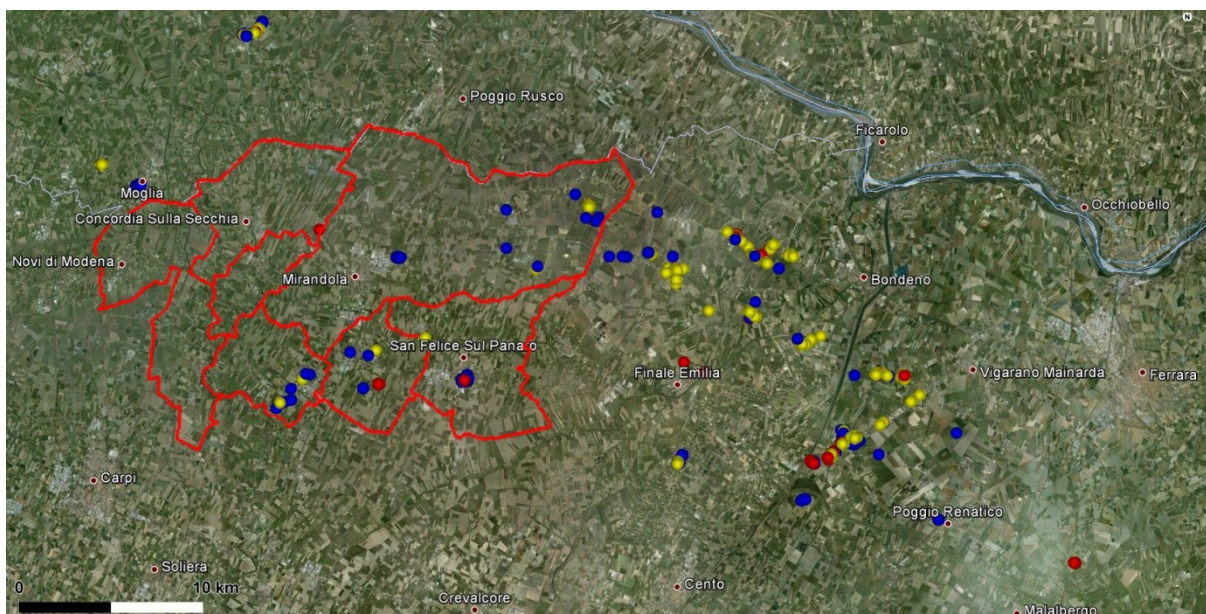 N
Poggio Rusco
Ficarolo
Moglia
Occhiobello
Concordia Sulla Secchia
Novi di Modena
Mirandola
Bondeno
San Felice Sul Panaro
Finale Emilia
Vigarano Mainarda
Ferrara
Carpi
Poggio Renatico
Soliera
0 10 km
Cento
Crevalcore
Malalbergo